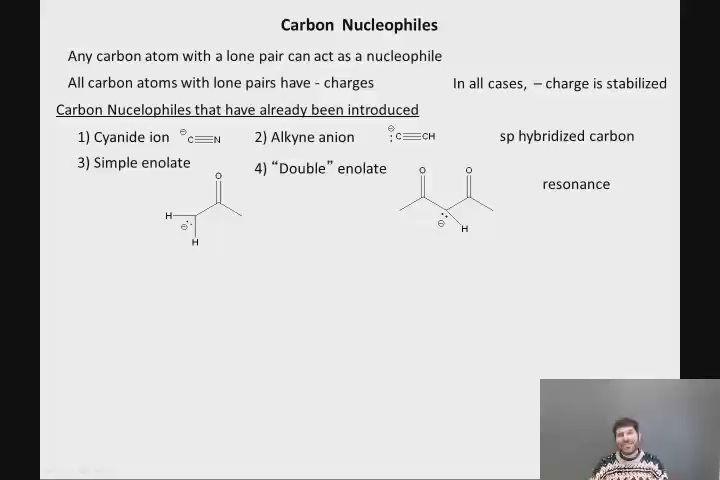 Carbon Nucleophiles
Any carbon atom with a lone pair can act as a nucleophile
All carbon atoms with lone pairs have - charges
In all cases, – charge is stabilized
Carbon Nucelophiles that have already been introduced
1) Cyanide ion ⊖ C≡N 2) Alkyne anion ⊖ :C≡CH sp hybridized carbon
3) Simple enolate 4) “Double” enolate
O O O
resonance
H ⊖ ⊖ H
H